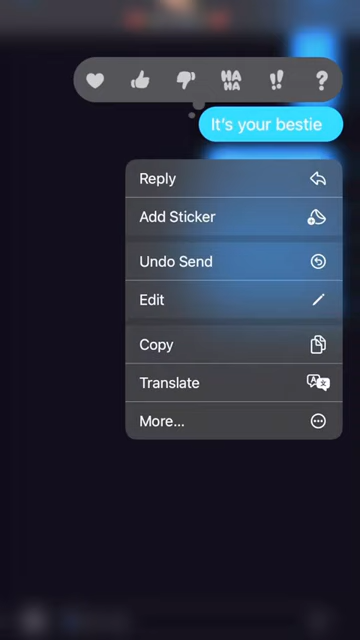 HA
HA
!! ?
It's your bestie
Reply
Add Sticker
Undo Send
Edit
Copy
Translate
More...